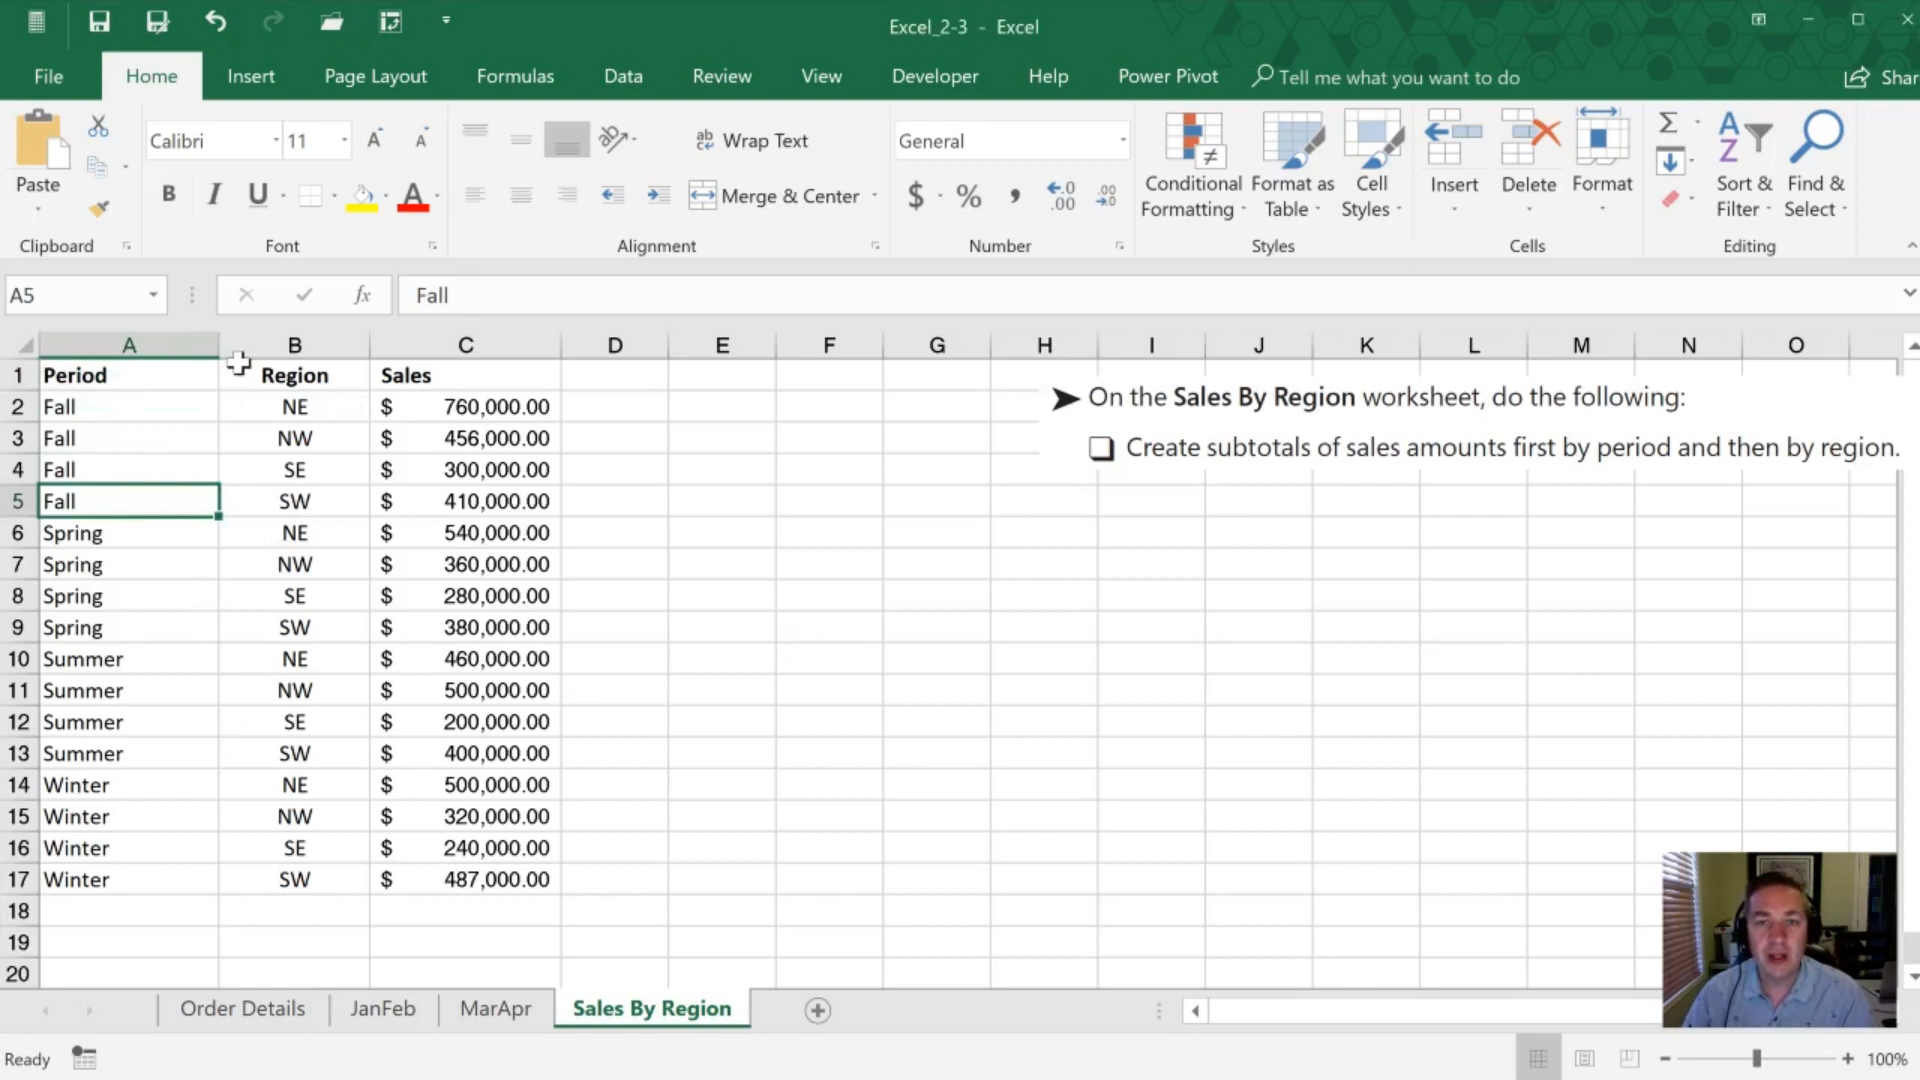 Excel_2-3 - Excel
File Home Insert Page Layout Formulas Data Review View Developer Help Power Pivot Tell me what you want to do Shar
Calibri 11 Wrap Text General
Paste B I U A Merge & Center $ % , Conditional Formatting Format as Table Cell Styles Insert Delete Format Sort & Filter Find & Select
Clipboard Font Alignment Number Styles Cells Editing
A5 fx Fall
A B C D E F G H I J K L M N O
1 Period Region Sales
On the Sales By Region worksheet, do the following:
2 Fall NE $ 760,000.00
3 Fall NW $ 456,000.00
Create subtotals of sales amounts first by period and then by region.
4 Fall SE $ 300,000.00
5 Fall SW $ 410,000.00
6 Spring NE $ 540,000.00
7 Spring NW $ 360,000.00
8 Spring SE $ 280,000.00
9 Spring SW $ 380,000.00
10 Summer NE $ 460,000.00
11 Summer NW $ 500,000.00
12 Summer SE $ 200,000.00
13 Summer SW $ 400,000.00
14 Winter NE $ 500,000.00
15 Winter NW $ 320,000.00
16 Winter SE $ 240,000.00
17 Winter SW $ 487,000.00
18
19
20
Order Details JanFeb MarApr Sales By Region
Ready 100%